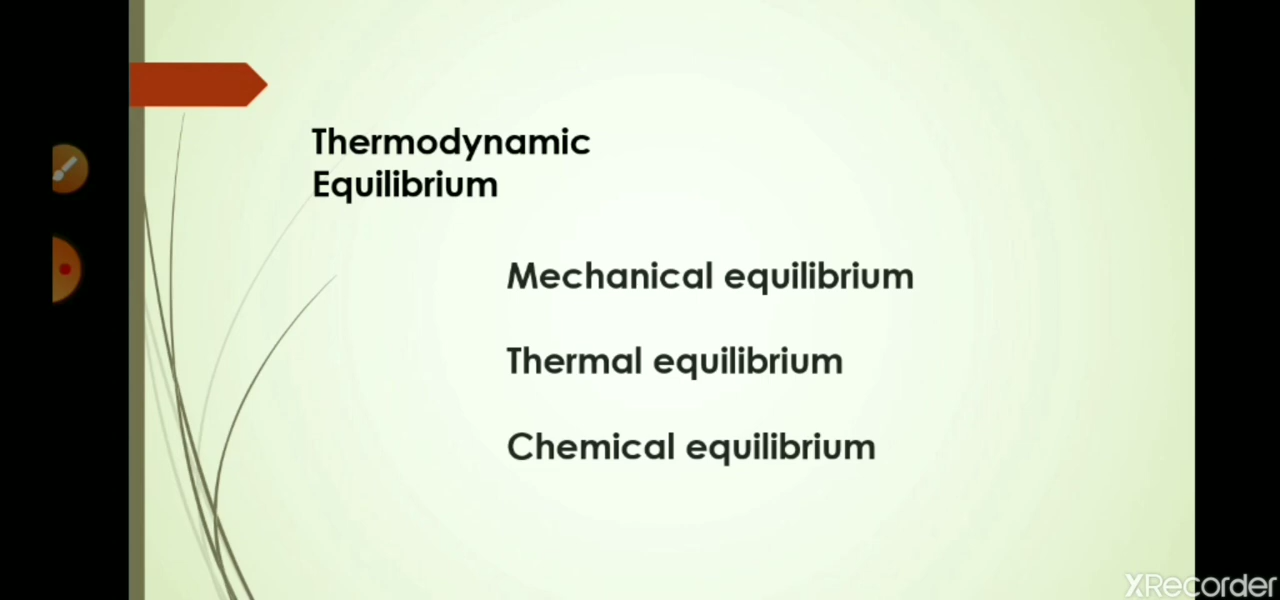 Thermodynamic
Equilibrium
Mechanical equilibrium
Thermal equilibrium
Chemical equilibrium
XRecorder